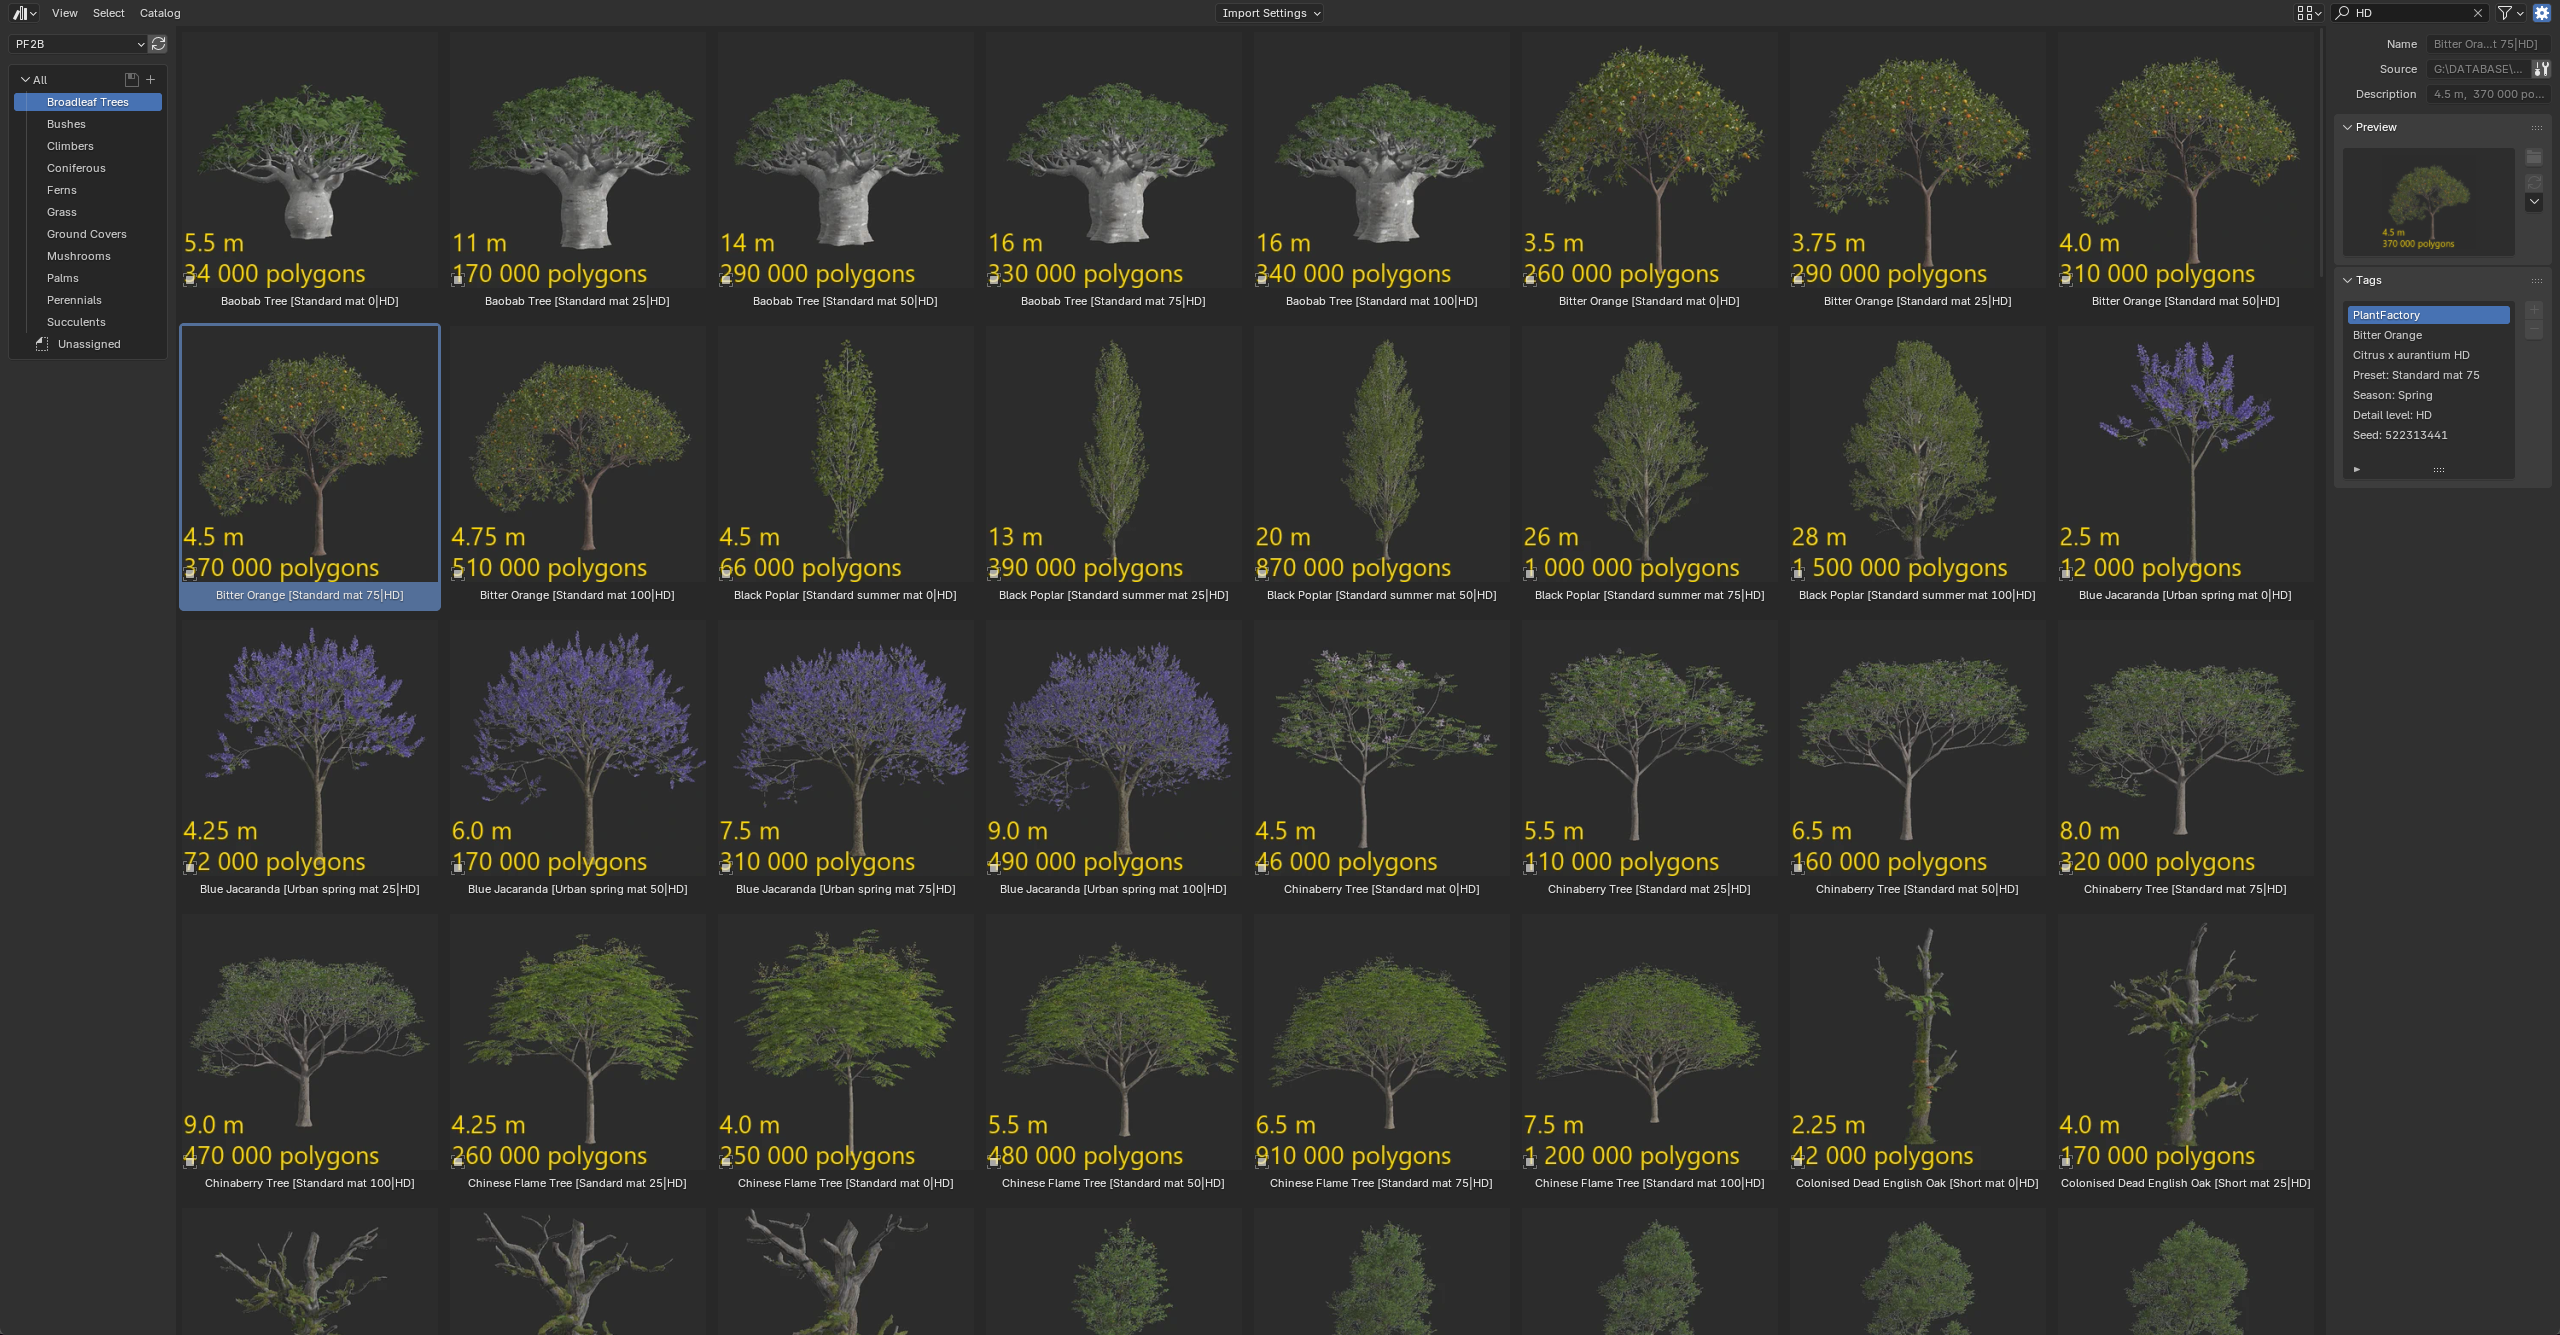 View Select Catalog
Import Settings
HD
PF2B
All
Broadleaf Trees
Bushes
Climbers
Coniferous
Ferns
Grass
Ground Covers
Mushrooms
Palms
Perennials
Succulents
Unassigned
5.5 m
34 000 polygons
Baobab Tree [Standard mat 0|HD]
11 m
170 000 polygons
Baobab Tree [Standard mat 25|HD]
14 m
290 000 polygons
Baobab Tree [Standard mat 50|HD]
16 m
330 000 polygons
Baobab Tree [Standard mat 75|HD]
16 m
340 000 polygons
Baobab Tree [Standard mat 100|HD]
3.5 m
260 000 polygons
Bitter Orange [Standard mat 0|HD]
3.75 m
290 000 polygons
Bitter Orange [Standard mat 25|HD]
4.0 m
310 000 polygons
Bitter Orange [Standard mat 50|HD]
4.5 m
370 000 polygons
Bitter Orange [Standard mat 75|HD]
4.75 m
510 000 polygons
Bitter Orange [Standard mat 100|HD]
4.5 m
66 000 polygons
Black Poplar [Standard summer mat 0|HD]
13 m
390 000 polygons
Black Poplar [Standard summer mat 25|HD]
20 m
870 000 polygons
Black Poplar [Standard summer mat 50|HD]
26 m
1 000 000 polygons
Black Poplar [Standard summer mat 75|HD]
28 m
1 500 000 polygons
Black Poplar [Standard summer mat 100|HD]
2.5 m
12 000 polygons
Blue Jacaranda [Urban spring mat 0|HD]
4.25 m
72 000 polygons
Blue Jacaranda [Urban spring mat 25|HD]
6.0 m
170 000 polygons
Blue Jacaranda [Urban spring mat 50|HD]
7.5 m
310 000 polygons
Blue Jacaranda [Urban spring mat 75|HD]
9.0 m
490 000 polygons
Blue Jacaranda [Urban spring mat 100|HD]
4.5 m
46 000 polygons
Chinaberry Tree [Standard mat 0|HD]
5.5 m
110 000 polygons
Chinaberry Tree [Standard mat 25|HD]
6.5 m
160 000 polygons
Chinaberry Tree [Standard mat 50|HD]
8.0 m
320 000 polygons
Chinaberry Tree [Standard mat 75|HD]
9.0 m
470 000 polygons
Chinaberry Tree [Standard mat 100|HD]
4.25 m
260 000 polygons
Chinese Flame Tree [Sandard mat 25|HD]
4.0 m
250 000 polygons
Chinese Flame Tree [Standard mat 0|HD]
5.5 m
480 000 polygons
Chinese Flame Tree [Standard mat 50|HD]
6.5 m
910 000 polygons
Chinese Flame Tree [Standard mat 75|HD]
7.5 m
1 200 000 polygons
Chinese Flame Tree [Standard mat 100|HD]
2.25 m
42 000 polygons
Colonised Dead English Oak [Short mat 0|HD]
4.0 m
170 000 polygons
Colonised Dead English Oak [Short mat 25|HD]
Name Bitter Ora...t 75|HD]
Source G:\DATABASE\...
Description 4.5 m, 370 000 po...
Preview
4.5 m
370 000 polygons
Tags
PlantFactory
Bitter Orange
Citrus x aurantium HD
Preset: Standard mat 75
Season: Spring
Detail level: HD
Seed: 522313441